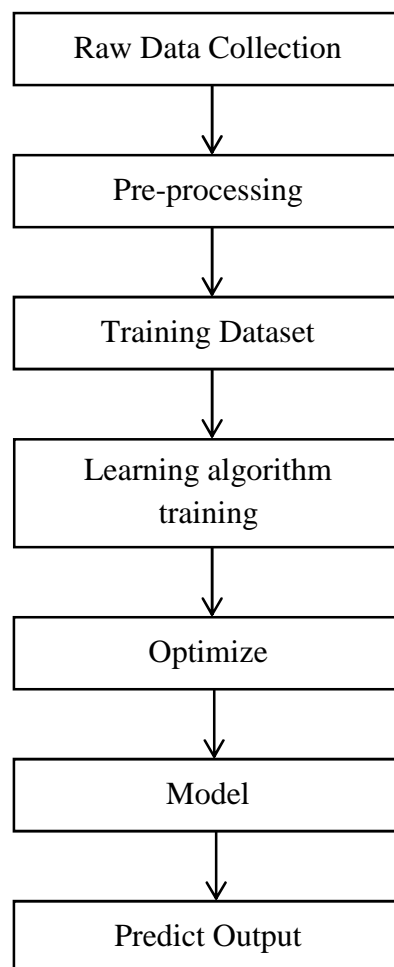 Raw Data Collection
Pre-processing
Training Dataset
Learning algorithm
training
Optimize
Model
Predict Output